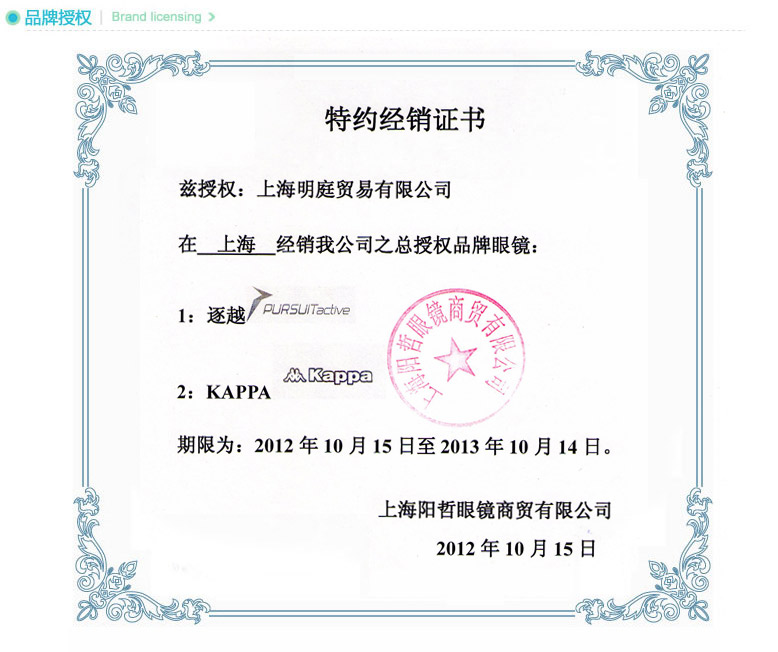 品牌授权 | Brand licensing >
特约经销证书
兹授权：上海明庭贸易有限公司
在 上海 经销我公司之总授权品牌眼镜：
1：逐越 PURSUITactive
上海阳哲眼镜商贸有限公司
Kappa
2：KAPPA
期限为：2012 年 10 月 15 日至 2013 年 10 月 14 日。
上海阳哲眼镜商贸有限公司
2012 年 10 月 15 日